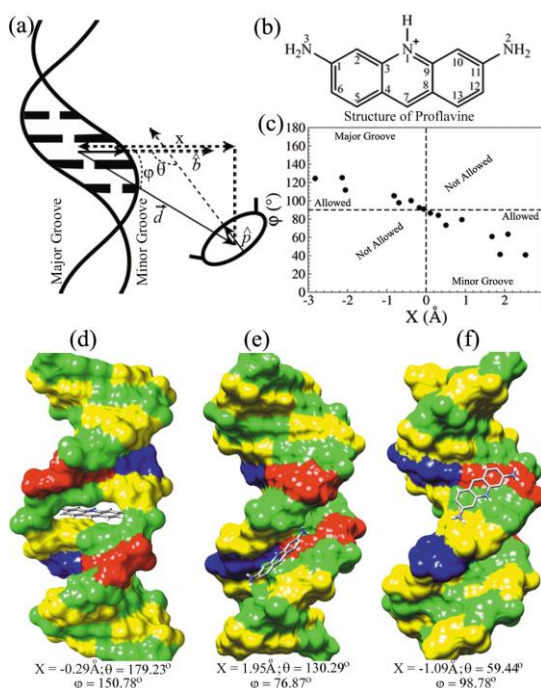 (a)
x
φ θ
b̂
d⃗
p̂
Major Groove
Minor Groove
(b)
H
N
+
1
3
H₂N
2
NH₂
1
2
3
4
5
6
7
8
9
10
11
12
13
Structure of Proflavine
(c)
180
160
140
120
100
80
60
40
20
0
φ (°)
Major Groove
Not Allowed
Allowed
Allowed
Not Allowed
Minor Groove
-3
-2
-1
0
1
2
X (Å)
(d)
(e)
(f)
X = -0.29Å;θ = 179.23°
φ = 150.78°
X = 1.95Å;θ = 130.29°
φ = 76.87°
X = -1.09Å;θ = 59.44°
φ = 98.78°